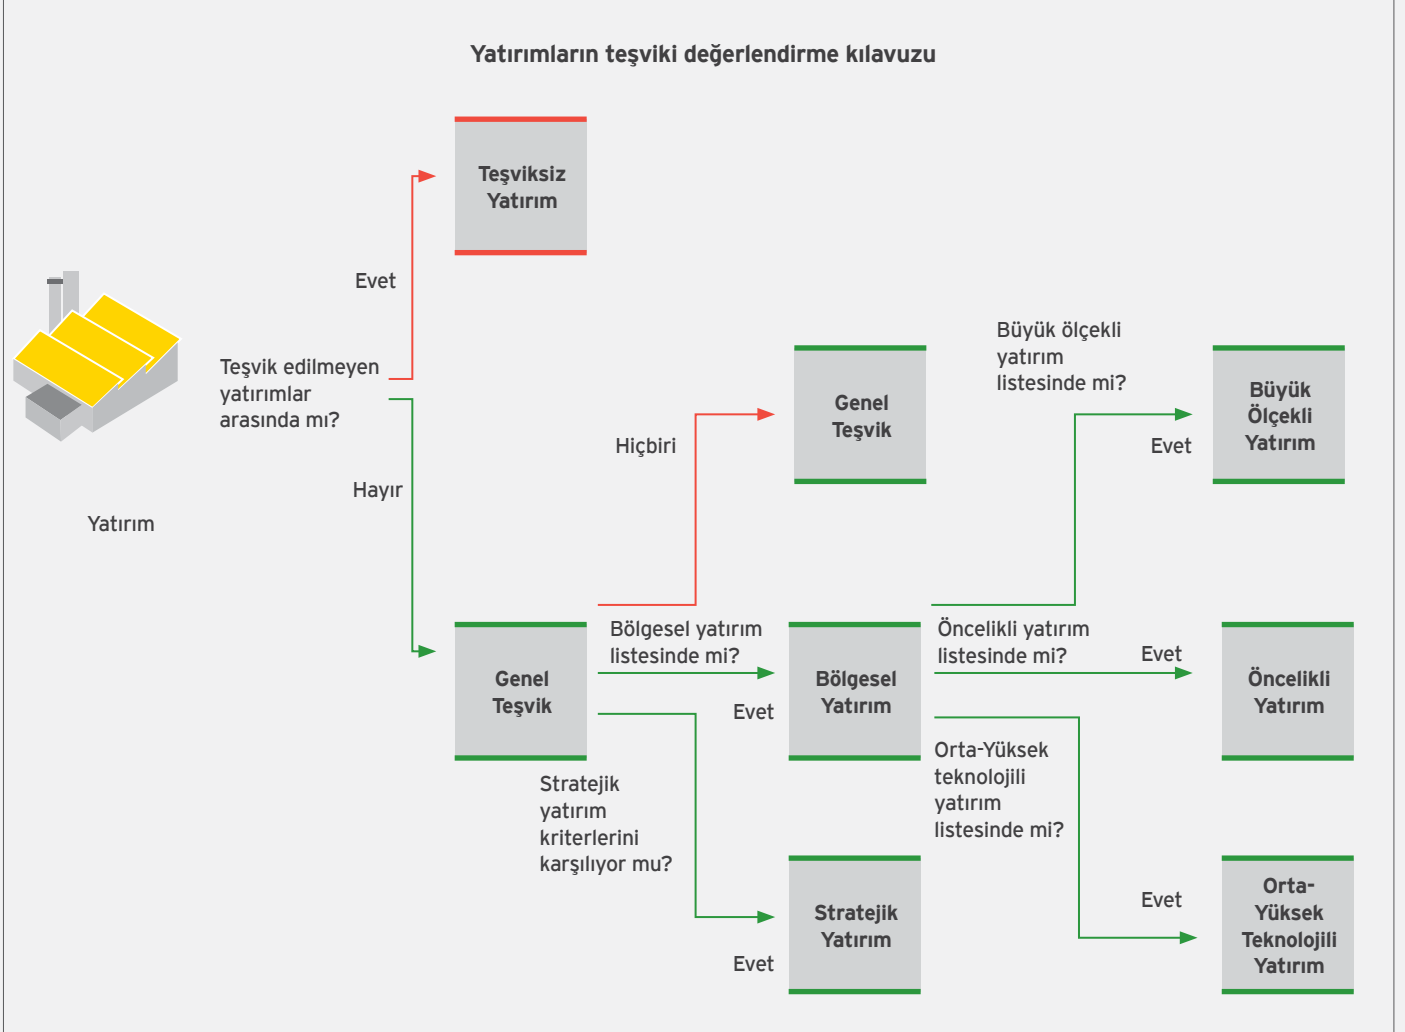 Yatırımların teşviki değerlendirme kılavuzu
Teşviksiz
Yatırım
Evet
Teşvik edilmeyen
yatırımlar
arasında mı?
Hayır
Yatırım
Hiçbiri
Genel
Teşvik
Büyük ölçekli
yatırım
listesinde mi?
Evet
Büyük
Ölçekli
Yatırım
Genel
Teşvik
Bölgesel yatırım
listesinde mi?
Evet
Bölgesel
Yatırım
Öncelikli yatırım
listesinde mi?
Evet
Öncelikli
Yatırım
Stratejik
yatırım
kriterlerini
karşılıyor mu?
Evet
Stratejik
Yatırım
Orta-Yüksek
teknolojili
yatırım
listesinde mi?
Evet
Orta-
Yüksek
Teknolojili
Yatırım